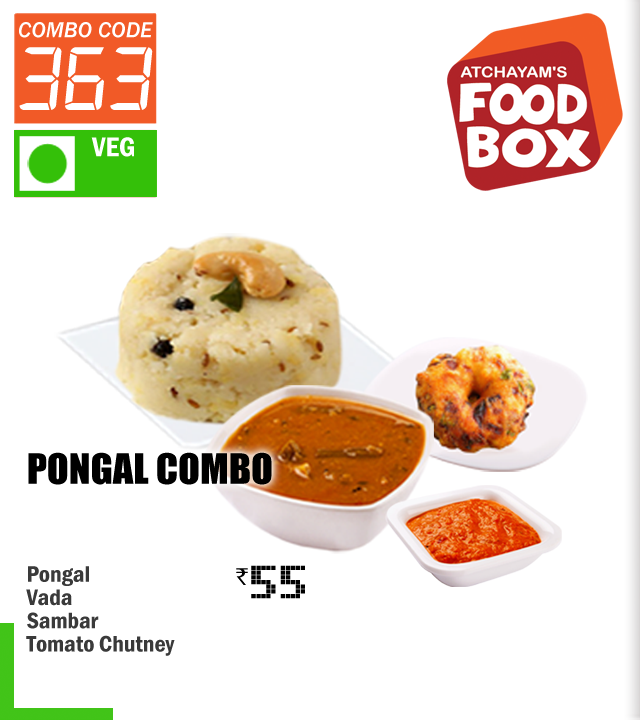 COMBO CODE
363
VEG
ATCHAYAM'S
FOOD
BOX
PONGAL COMBO
Pongal
Vada
Sambar
Tomato Chutney
₹55